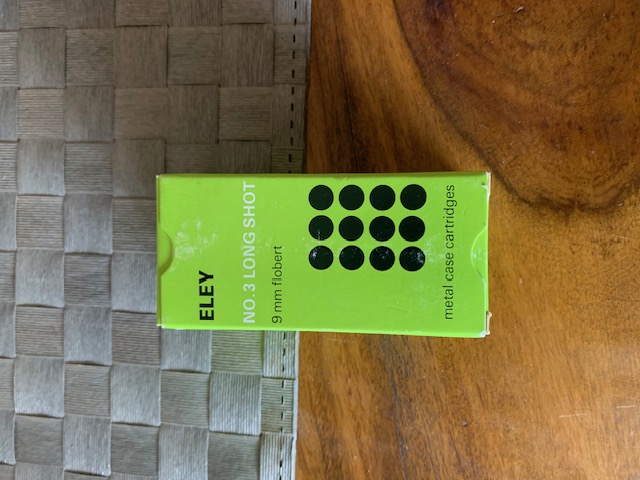 ELEY
NO.3 LONG SHOT
9 mm flobert
metal case cartridges